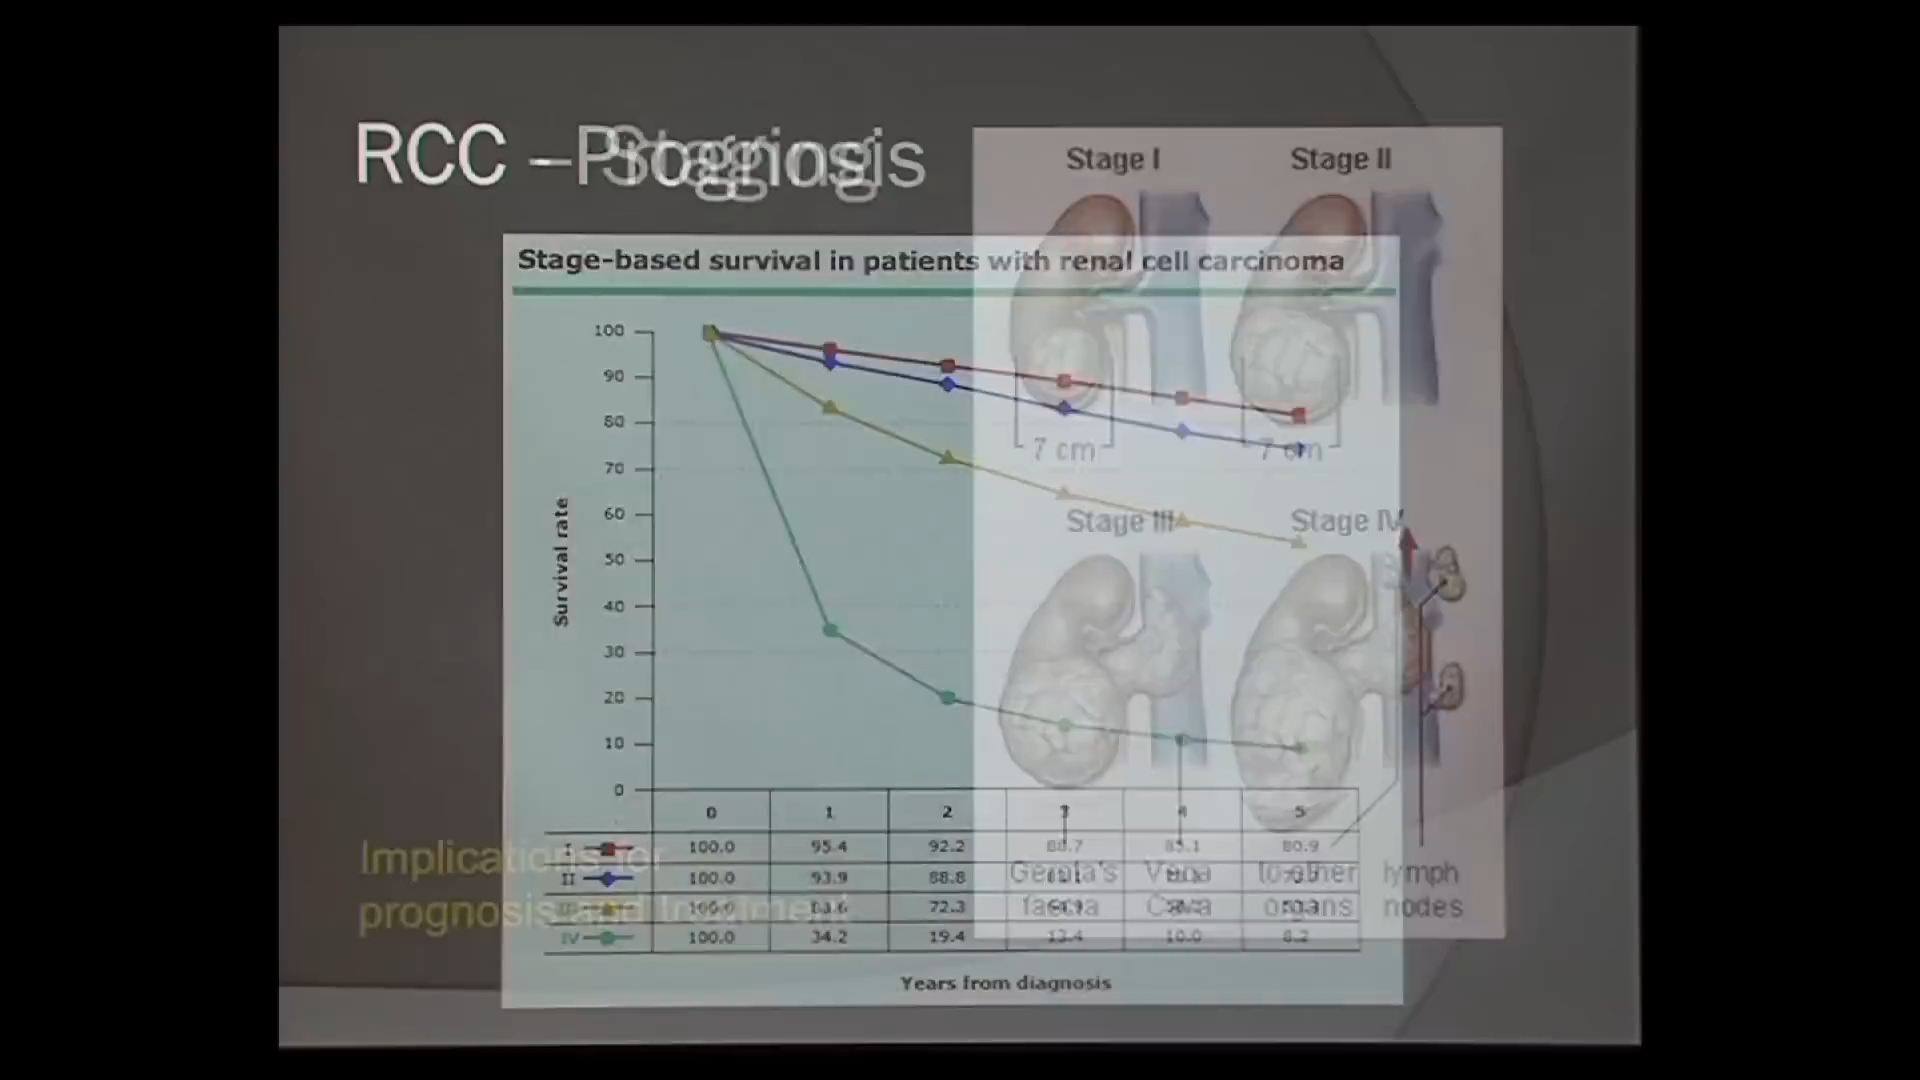 RCC – Prognosis
Staging
Stage I Stage II
Stage-based survival in patients with renal cell carcinoma
7 cm 7 cm
Stage III Stage IV
Survival rate
100
90
80
70
60
50
40
30
20
10
0
0 1 2 3 4 5
I 100.0 95.4 92.2 88.7 85.1 80.9
II 100.0 93.9 88.8
III 100.0 83.6 72.3
IV 100.0 34.2 19.4 13.4 10.0 8.2
Years from diagnosis
Implications for
prognosis and treatment
Gerota's fascia
Vena Cava
to other organs
lymph nodes